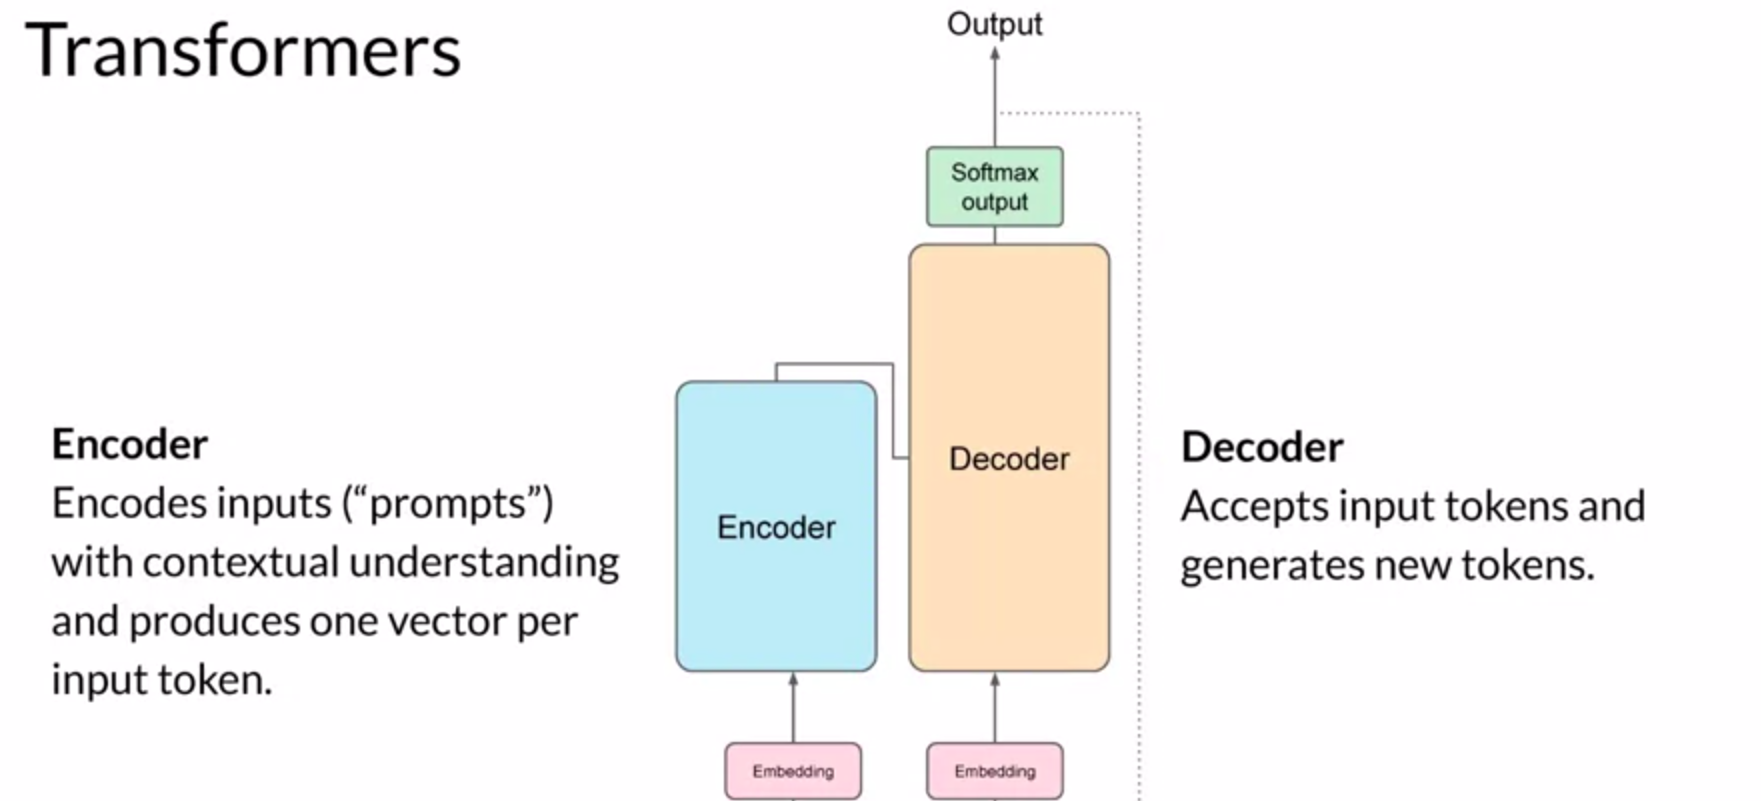 Transformers
Output
Softmax
output
Encoder
Encodes inputs (“prompts”)
with contextual understanding
and produces one vector per
input token.
Encoder
Decoder
Decoder
Accepts input tokens and
generates new tokens.
Embedding
Embedding